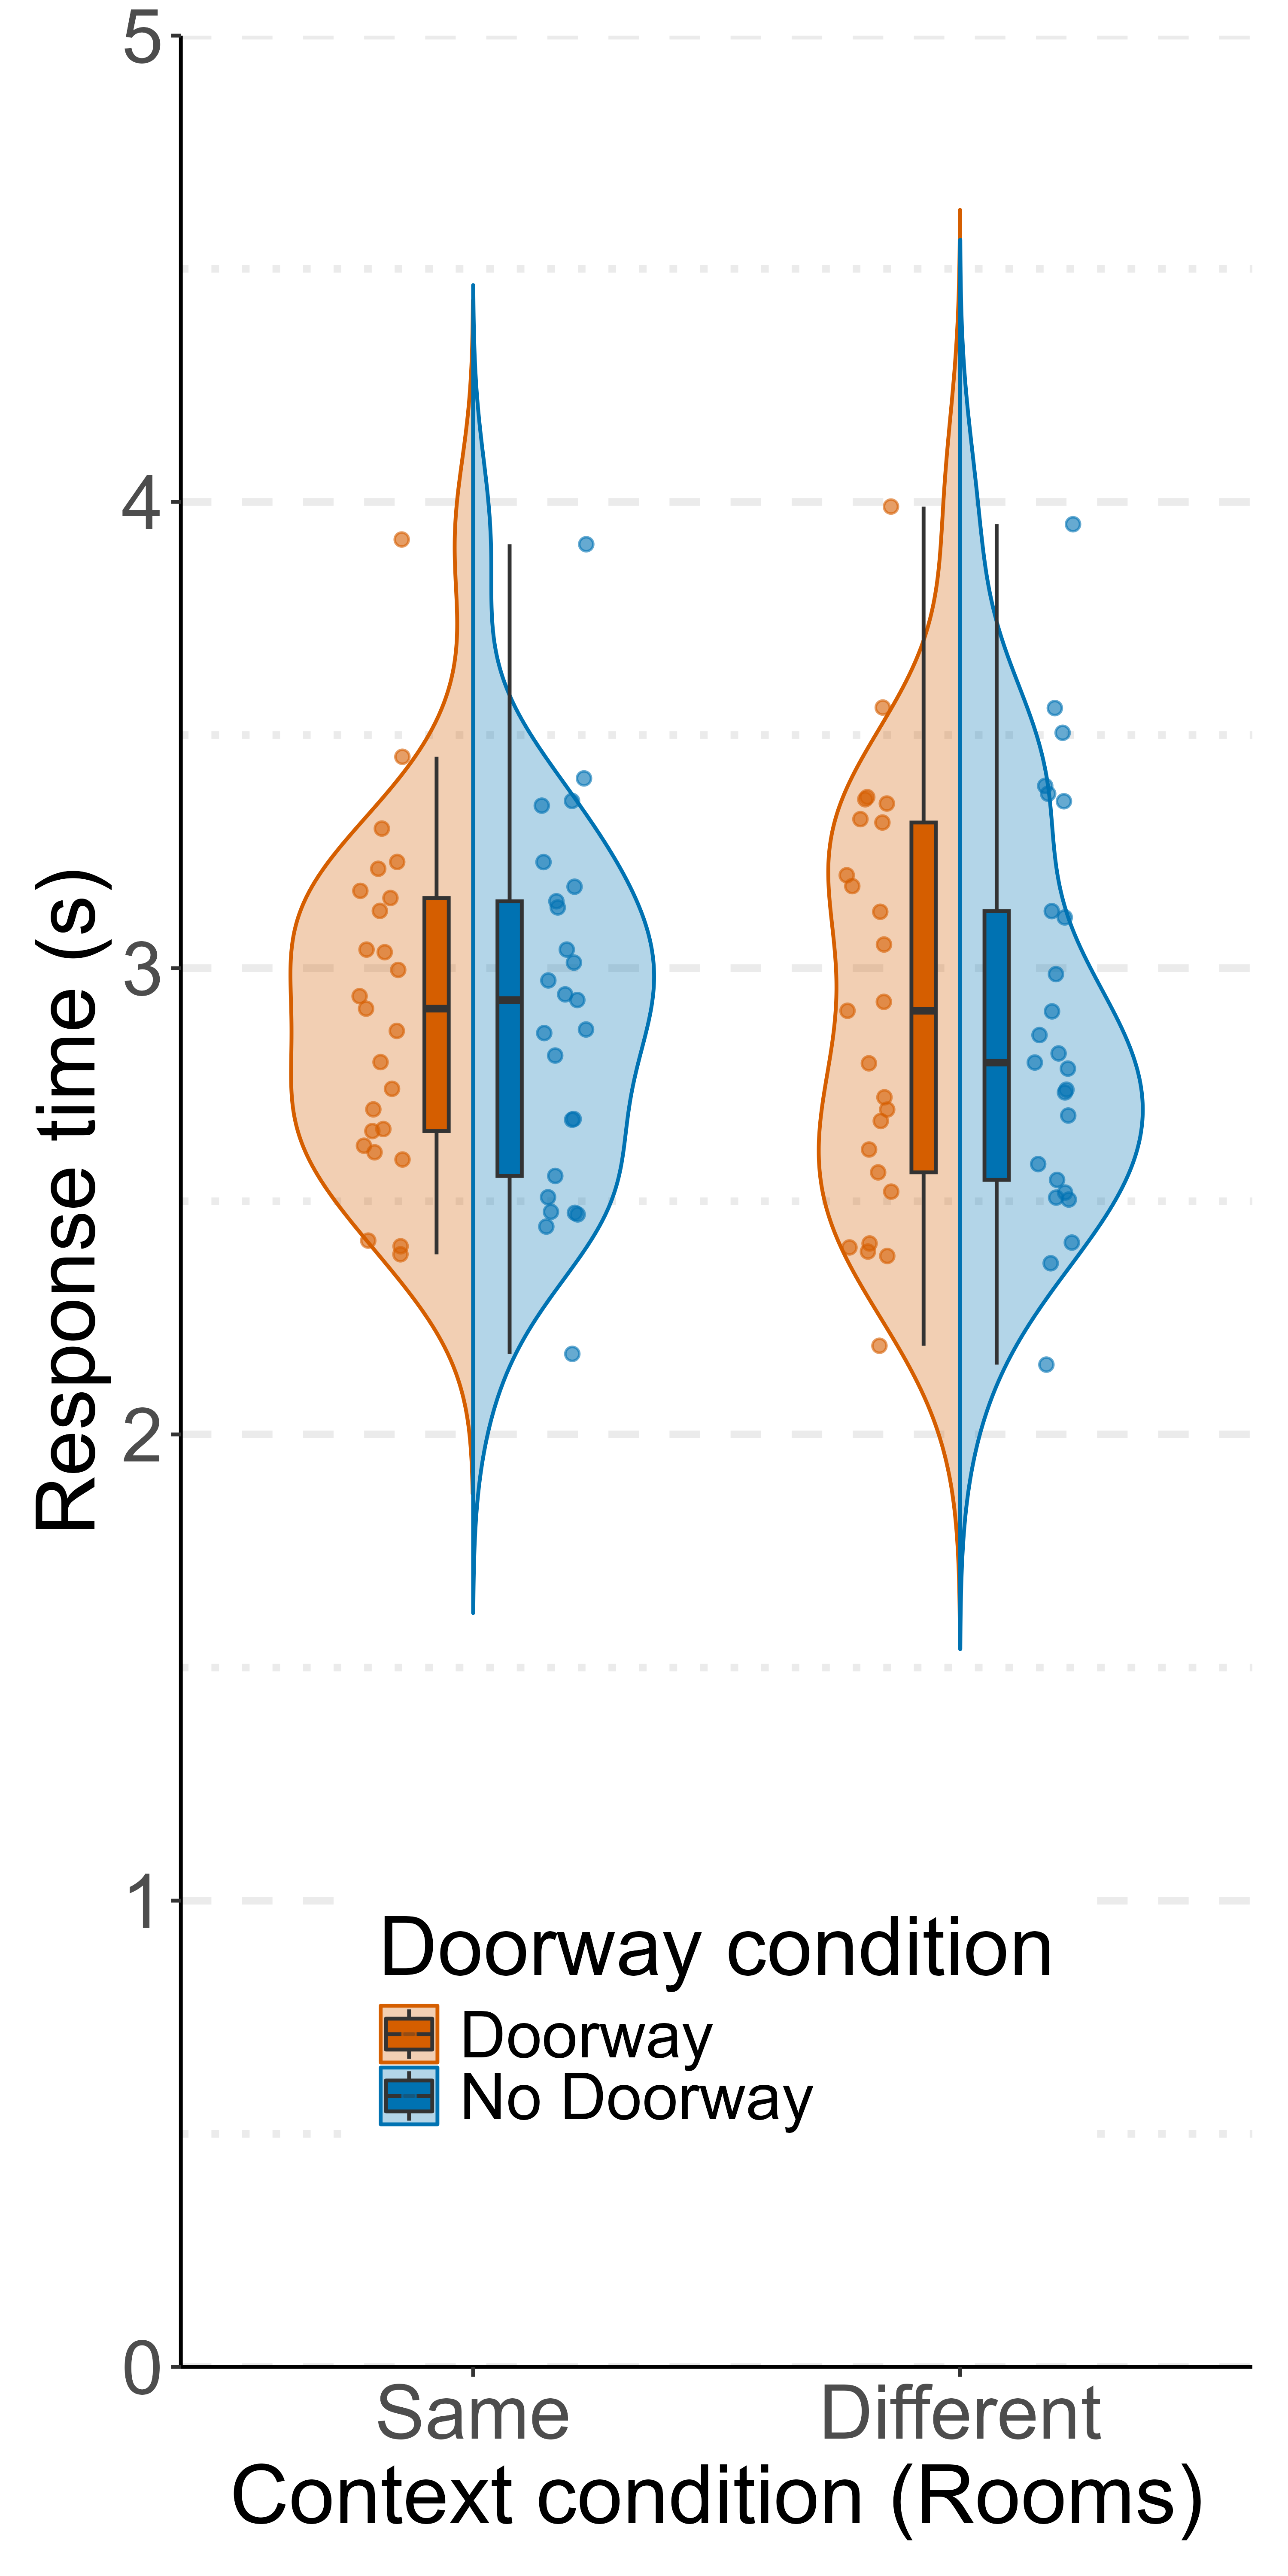 Response time (s)
5
4
3
2
1
0
Doorway condition
Doorway
No Doorway
Same Different
Context condition (Rooms)